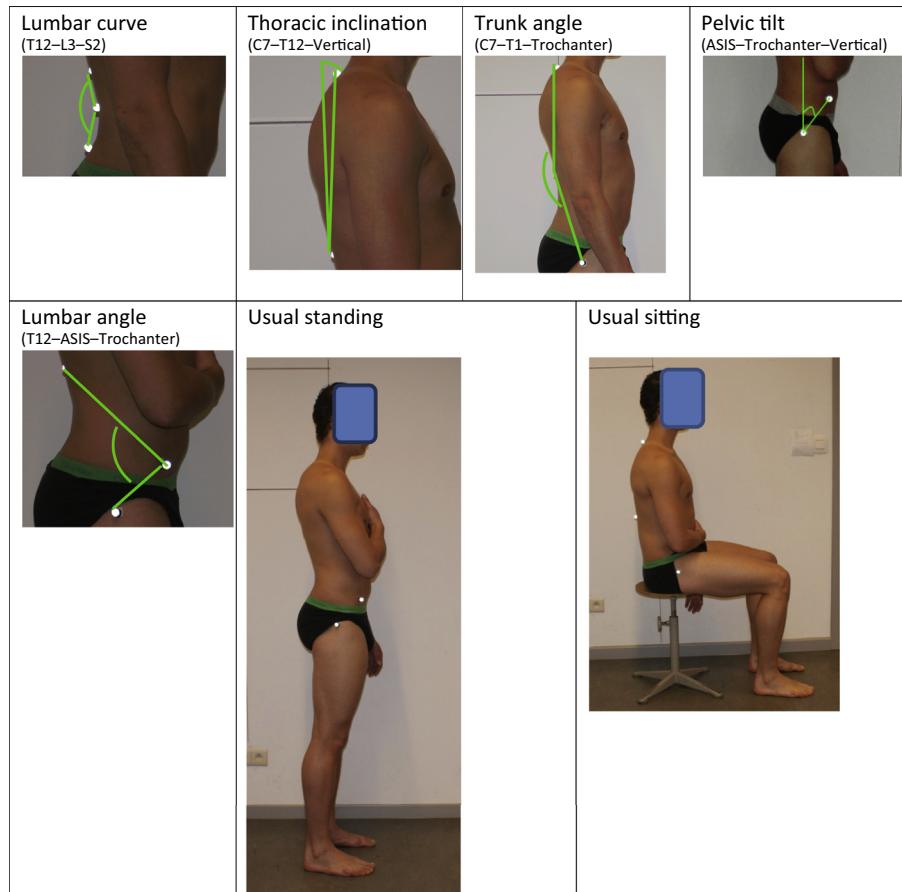 Lumbar curve
(T12–L3–S2)
Thoracic inclination
(C7–T12–Vertical)
Trunk angle
(C7–T1–Trochanter)
Pelvic tilt
(ASIS–Trochanter–Vertical)
Lumbar angle
(T12–ASIS–Trochanter)
Usual standing
Usual sitting